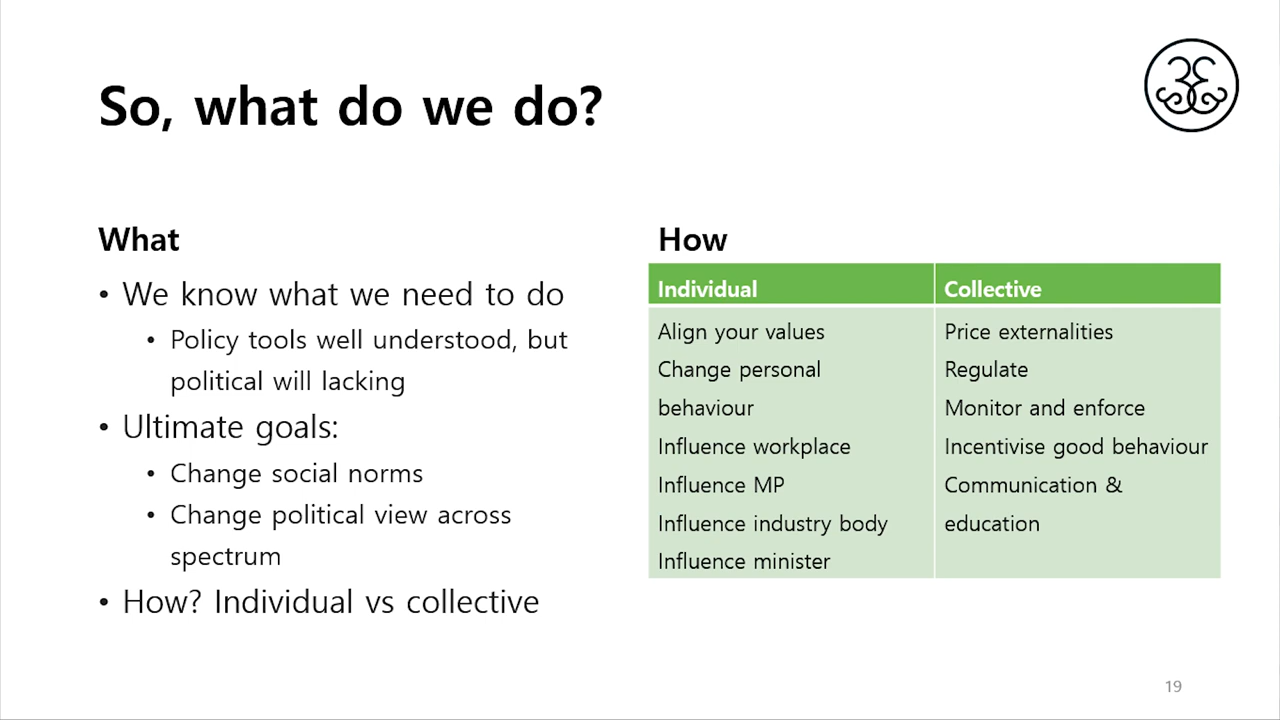 So, what do we do?
What
• We know what we need to do
• Policy tools well understood, but
political will lacking
• Ultimate goals:
• Change social norms
• Change political view across
spectrum
• How? Individual vs collective
How
Individual
Align your values
Change personal
behaviour
Influence workplace
Influence MP
Influence industry body
Influence minister
Collective
Price externalities
Regulate
Monitor and enforce
Incentivise good behaviour
Communication &
education
19